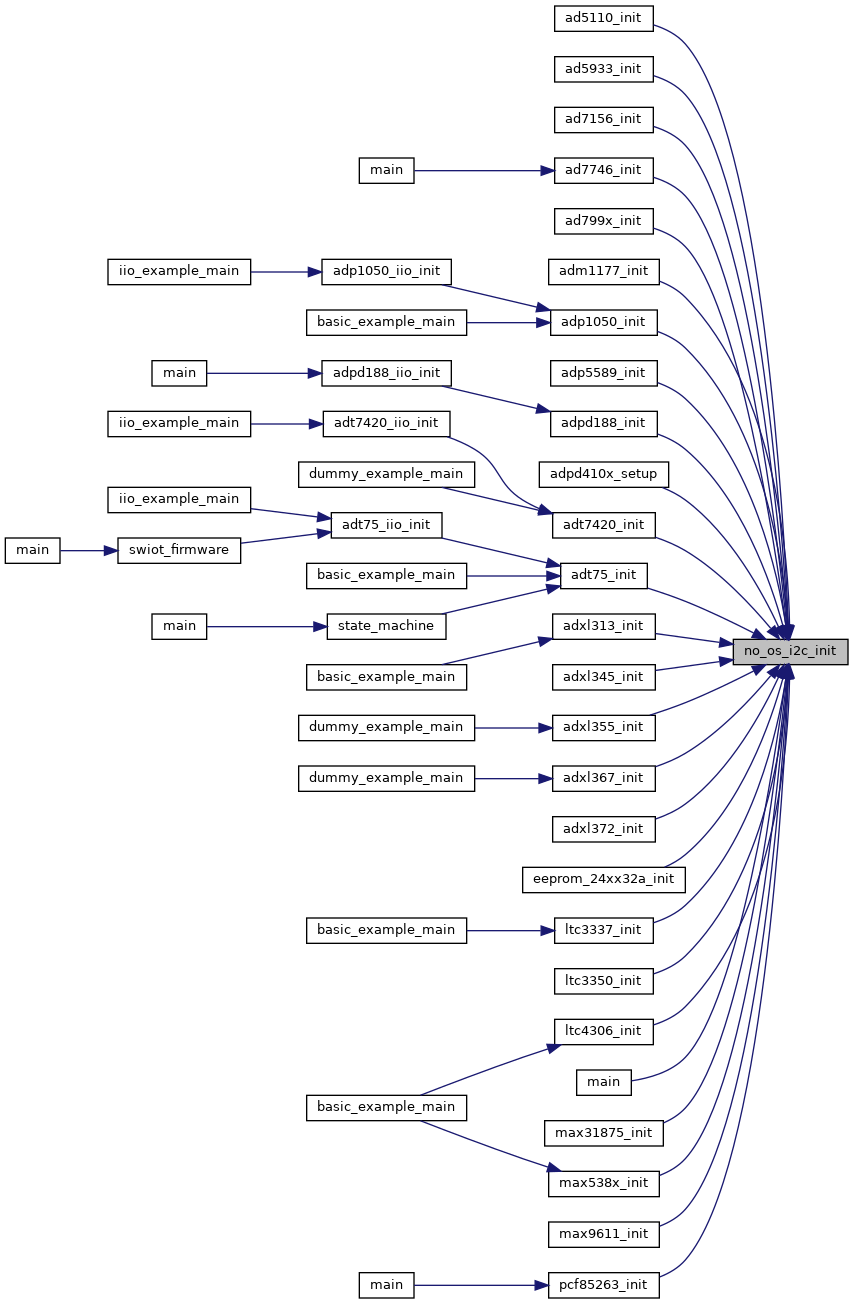 ad5110_init
ad5933_init
ad7156_init
main
ad7746_init
ad799x_init
iio_example_main
adp1050_iio_init
adm1177_init
basic_example_main
adp1050_init
main
adpd188_iio_init
adp5589_init
iio_example_main
adt7420_iio_init
adpd188_init
dummy_example_main
adpd410x_setup
iio_example_main
adt75_iio_init
adt7420_init
main
swiot_firmware
basic_example_main
adt75_init
main
state_machine
adxl313_init
no_os_i2c_init
basic_example_main
adxl345_init
dummy_example_main
adxl355_init
dummy_example_main
adxl367_init
adxl372_init
eeprom_24xx32a_init
basic_example_main
ltc3337_init
ltc3350_init
ltc4306_init
main
basic_example_main
max31875_init
max538x_init
max9611_init
main
pcf85263_init